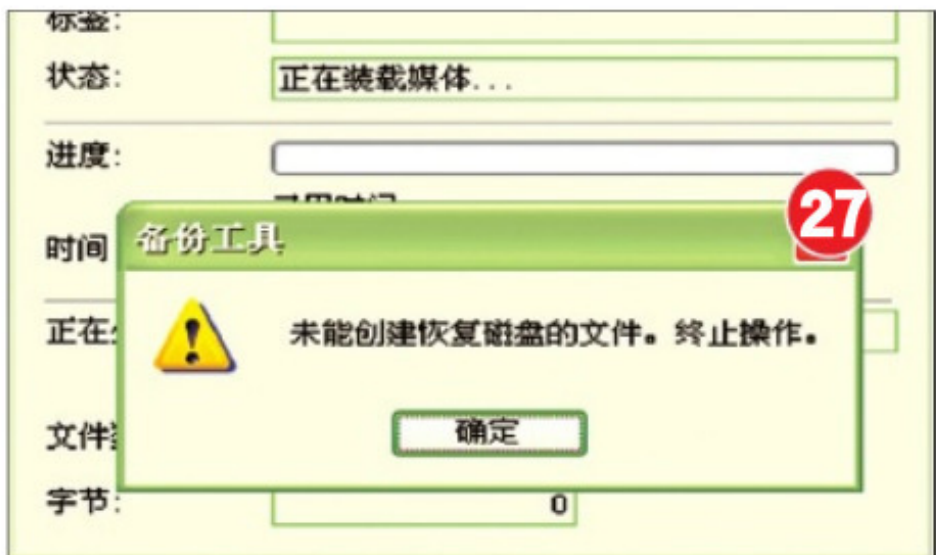 标签:
状态:
正在装载媒体...
进度:
27
时间
备份工具
正在
未能创建恢复磁盘的文件。终止操作。
文件
确定
字节:
0